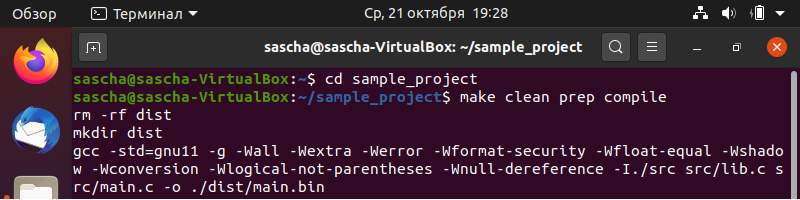 Обзор Терминал Ср, 21 октября 19:28
sascha@sascha-VirtualBox: ~/sample_project
sascha@sascha-VirtualBox:~$ cd sample_project
sascha@sascha-VirtualBox:~/sample_project$ make clean prep compile
rm -rf dist
mkdir dist
gcc -std=gnu11 -g -Wall -Wextra -Werror -Wformat-security -Wfloat-equal -Wshado
w -Wconversion -Wlogical-not-parentheses -Wnull-dereference -I./src src/lib.c s
rc/main.c -o ./dist/main.bin